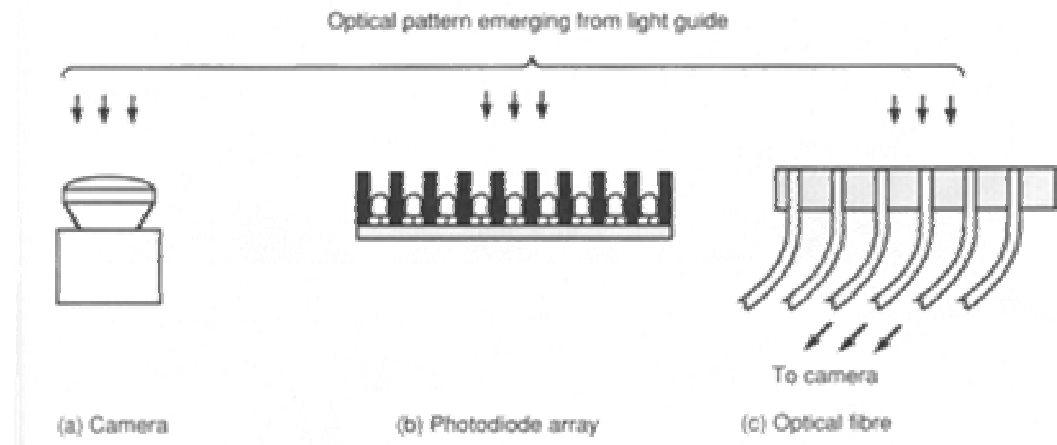 Optical pattern emerging from light guide
To camera
(a) Camera
(b) Photodiode array
(c) Optical fibre